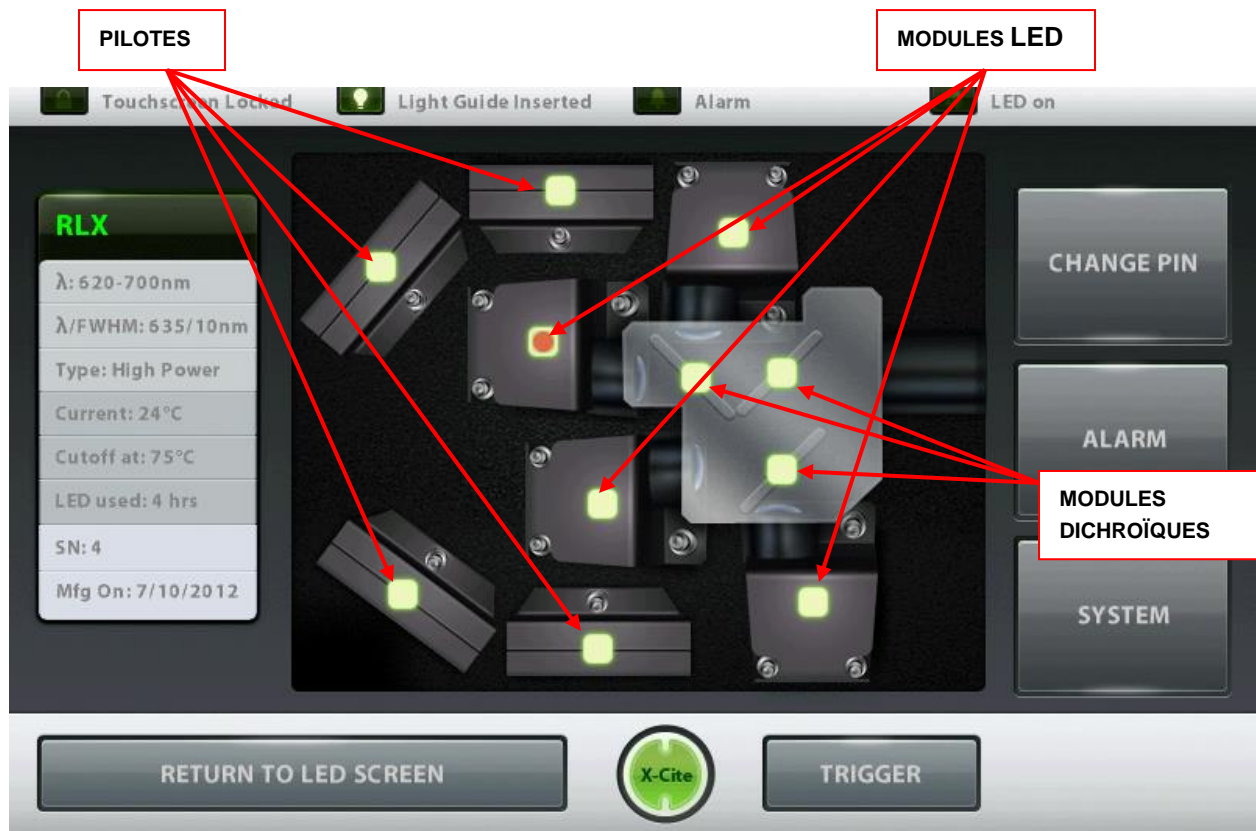 PILOTES
MODULES LED
Touchscreen Locked
Light Guide Inserted
Alarm
LED on
RLX
λ: 620-700nm
λ/FWHM: 635/10nm
Type: High Power
Current: 24°C
Cutoff at: 75°C
LED used: 4 hrs
SN: 4
Mfg On: 7/10/2012
CHANGE PIN
ALARM
MODULES
DICHROÏQUES
SYSTEM
RETURN TO LED SCREEN
X-Cite
TRIGGER